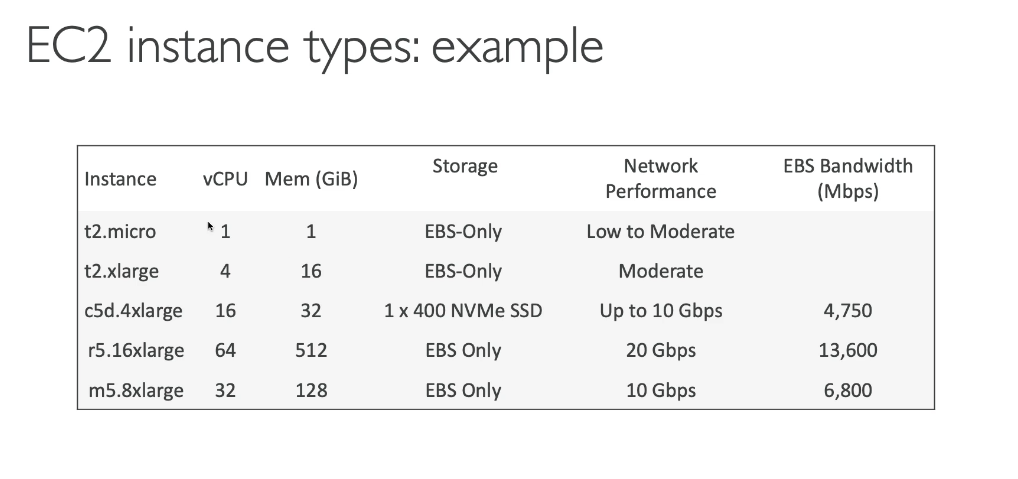 EC2 instance types: example
Instance vCPU Mem (GiB) Storage Network Performance EBS Bandwidth (Mbps)
t2.micro 1 1 EBS-Only Low to Moderate
t2.xlarge 4 16 EBS-Only Moderate
c5d.4xlarge 16 32 1 x 400 NVMe SSD Up to 10 Gbps 4,750
r5.16xlarge 64 512 EBS Only 20 Gbps 13,600
m5.8xlarge 32 128 EBS Only 10 Gbps 6,800